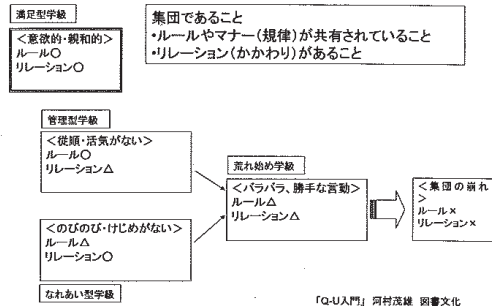 満足型学級
<意欲的・親和的>
ルール○
リレーション○
集団であること
・ルールやマナー(規律)が共有されていること
・リレーション(かかわり)があること
管理型学級
<従順・活気がない>
ルール○
リレーション△
荒れ始め学級
<バラバラ、勝手な言動>
ルール△
リレーション△
<集団の崩れ
>
ルール×
リレーション×
<のびのび・けじめがない>
ルール△
リレーション○
なれあい型学級
「Q-U入門」 河村茂雄 図書文化